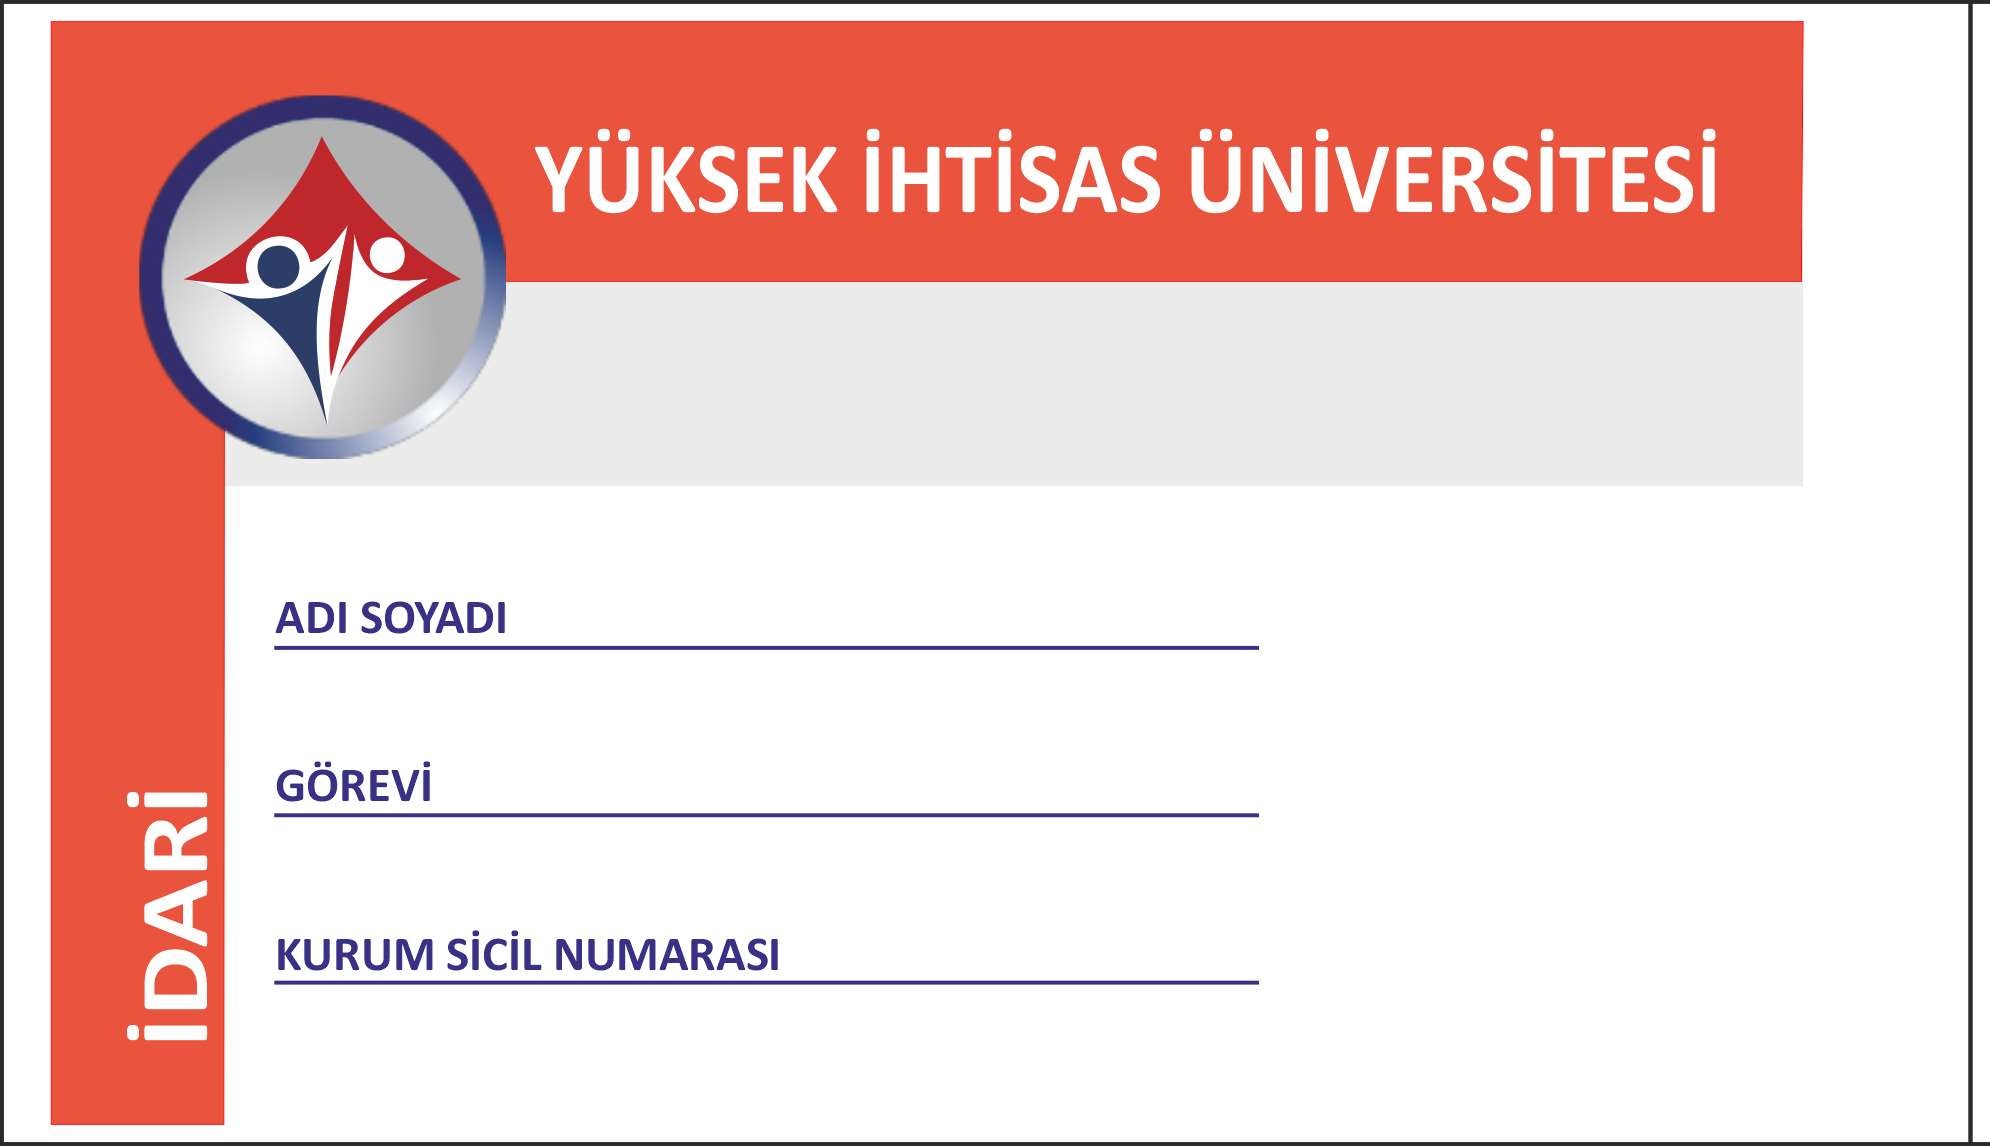 YÜKSEK İHTİSAS ÜNİVERSİTESİ
ADI SOYADI
GÖREVİ
KURUM SİCİL NUMARASI
İDARİ